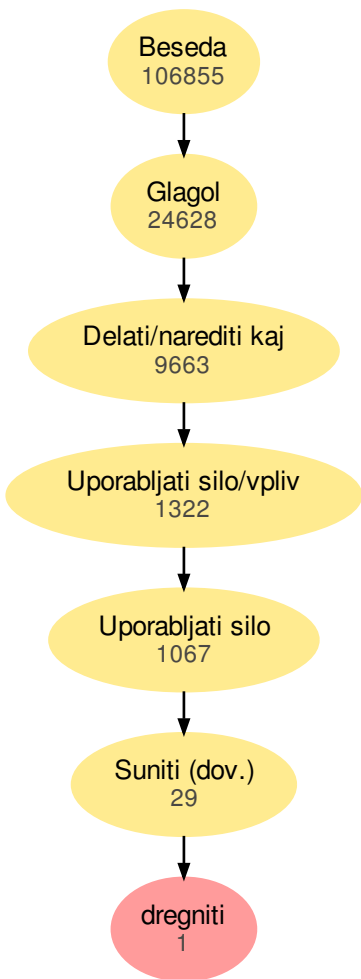 Beseda
106855
Glagol
24628
Delati/narediti kaj
9663
Uporabljati silo/vpliv
1322
Uporabljati silo
1067
Suniti (dov.)
29
dregniti
1